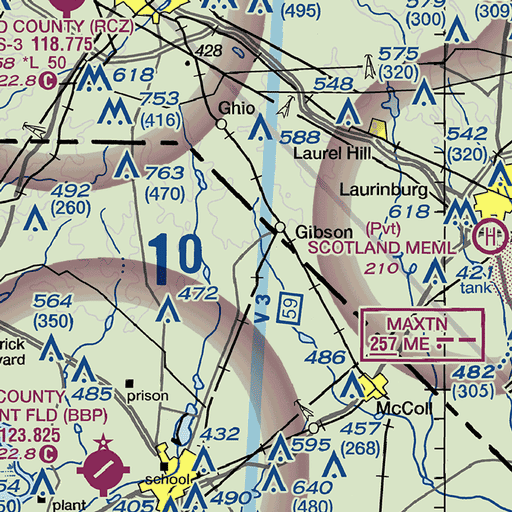 (495)
579
(300)
(309
O COUNTY (RCZ)
S-3 118.775
58 *L 50
22.8 C
428
575
(320)
618
753
(416)
Ghio
548
588
542
(320)
Laurel Hill
763
(470)
492
(260)
Laurinburg
618
Gibson
(Pvt)
SCOTLAND MEML
210
H
10
421
tank
472
564
(350)
V 3
59
MAXTN
257 ME
rick
yard
486
482
(305)
485
prison
McColl
COUNTY
NT FLD (BBP)
123.825
22.8 C
432
457
(268)
595
54
50)
school
plant
405
490
640
(480)